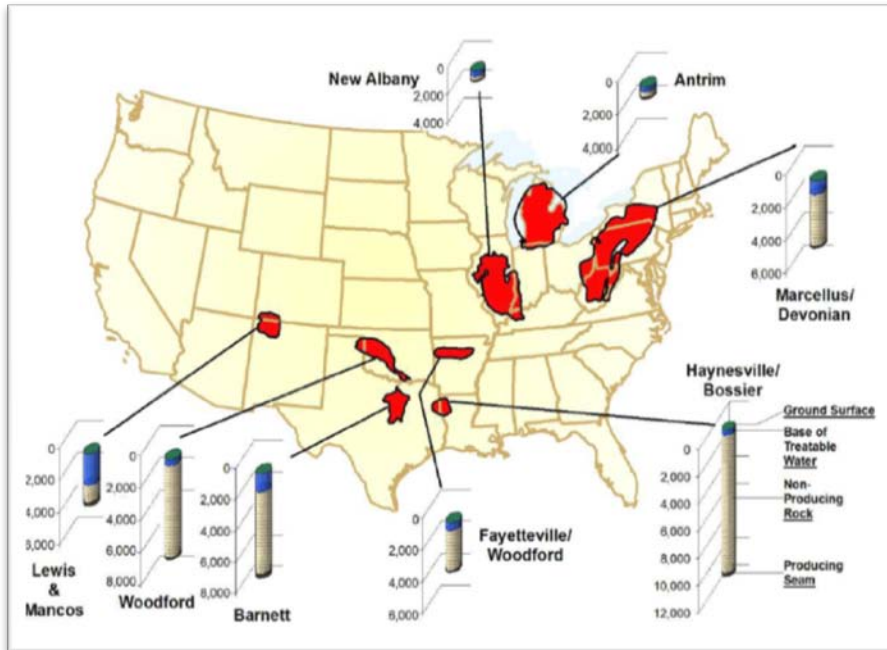 New Albany
0
2,000
4,000
0
2,000
4,000
Antrim
0
2,000
4,000
6,000
Marcellus/
Devonian
Haynesville/
Bossier
0
2,000
4,000
6,000
8,000
10,000
12,000
Ground Surface
Base of
Treatable
Water
Non-
Producing
Rock
Producing
Seam
0
2,000
4,000
Lewis
&
Mancos
0
2,000
4,000
6,000
8,000
Woodford
0
2,000
4,000
6,000
8,000
Barnett
0
2,000
4,000
6,000
Fayetteville/
Woodford